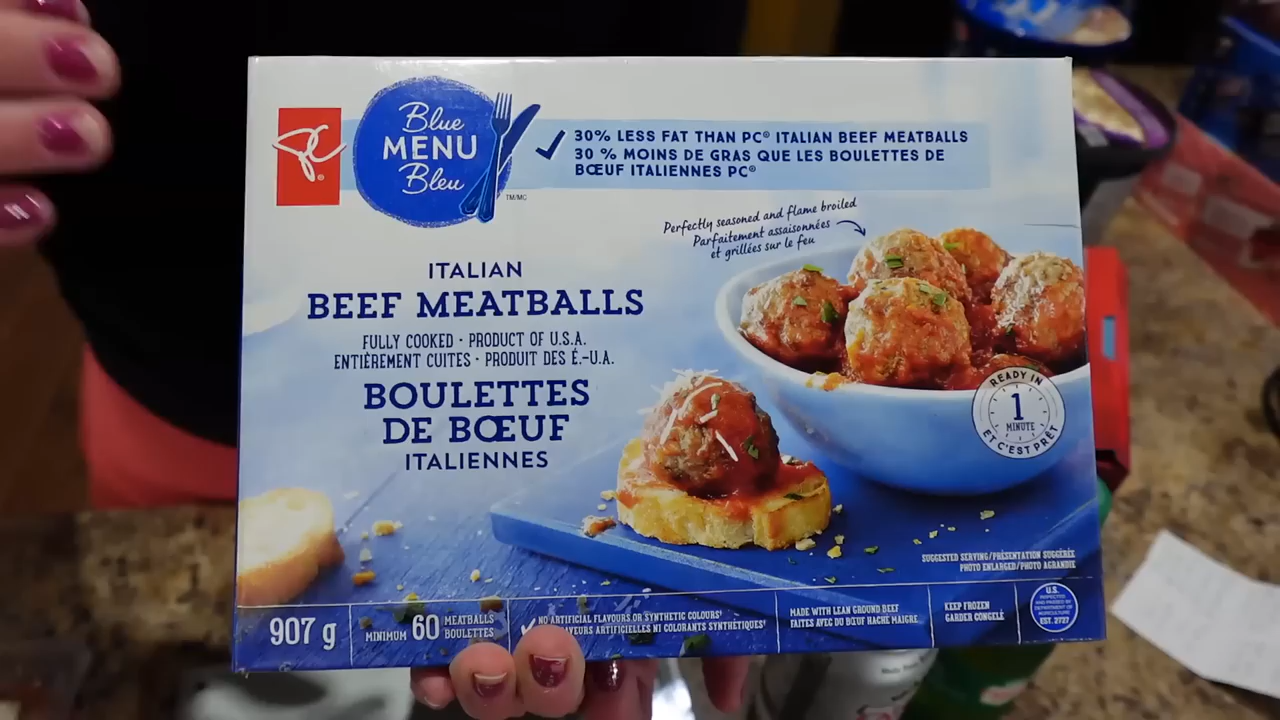 PC®
Blue
MENU
Bleu
TM/MC
30% LESS FAT THAN PC® ITALIAN BEEF MEATBALLS
30 % MOINS DE GRAS QUE LES BOULETTES DE
BŒUF ITALIENNES PC®
Perfectly seasoned and flame broiled
Parfaitement assaisonnées
et grillées sur le feu
ITALIAN
BEEF MEATBALLS
FULLY COOKED • PRODUCT OF U.S.A.
ENTIÈREMENT CUITES • PRODUIT DES É.-U.A.
BOULETTES
DE BŒUF
ITALIENNES
READY IN
1
MINUTE
ET C'EST PRÊT
SUGGESTED SERVING/PRÉSENTATION SUGGÉRÉE
PHOTO ENLARGED/PHOTO AGRANDIE
907 g
MINIMUM 60 MEATBALLS
BOULETTES
NO ARTIFICIAL FLAVOURS OR SYNTHETIC COLOURS†
ARTIFICIELLES NI COLORANTS SYNTHÉTIQUES†
MADE WITH LEAN GROUND BEEF
FAITES AVEC DU BŒUF HACHÉ MAIGRE
KEEP FROZEN
GARDER CONGELÉ
U.S.
INSPECTED
AND PASSED BY
DEPARTMENT OF
AGRICULTURE
EST. 2727